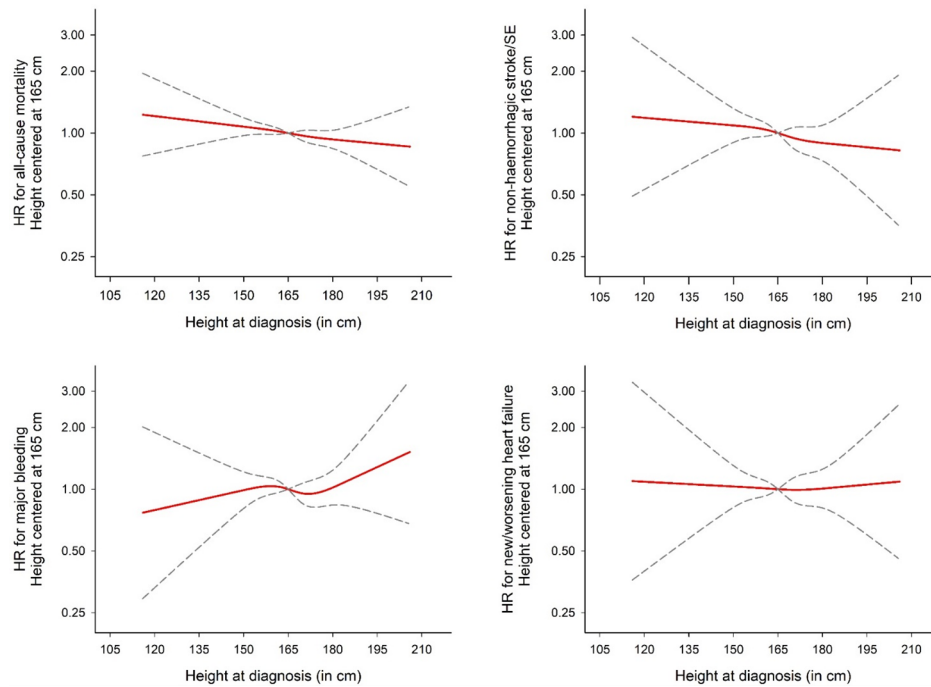 HR for all-cause mortality
Height centered at 165 cm
3.00
2.00
1.00
0.50
0.25
105 120 135 150 165 180 195 210
Height at diagnosis (in cm)
HR for non-haemorrhagic stroke/SE
Height centered at 165 cm
3.00
2.00
1.00
0.50
0.25
105 120 135 150 165 180 195 210
Height at diagnosis (in cm)
HR for major bleeding
Height centered at 165 cm
3.00
2.00
1.00
0.50
0.25
105 120 135 150 165 180 195 210
Height at diagnosis (in cm)
HR for new/worsening heart failure
Height centered at 165 cm
3.00
2.00
1.00
0.50
0.25
105 120 135 150 165 180 195 210
Height at diagnosis (in cm)